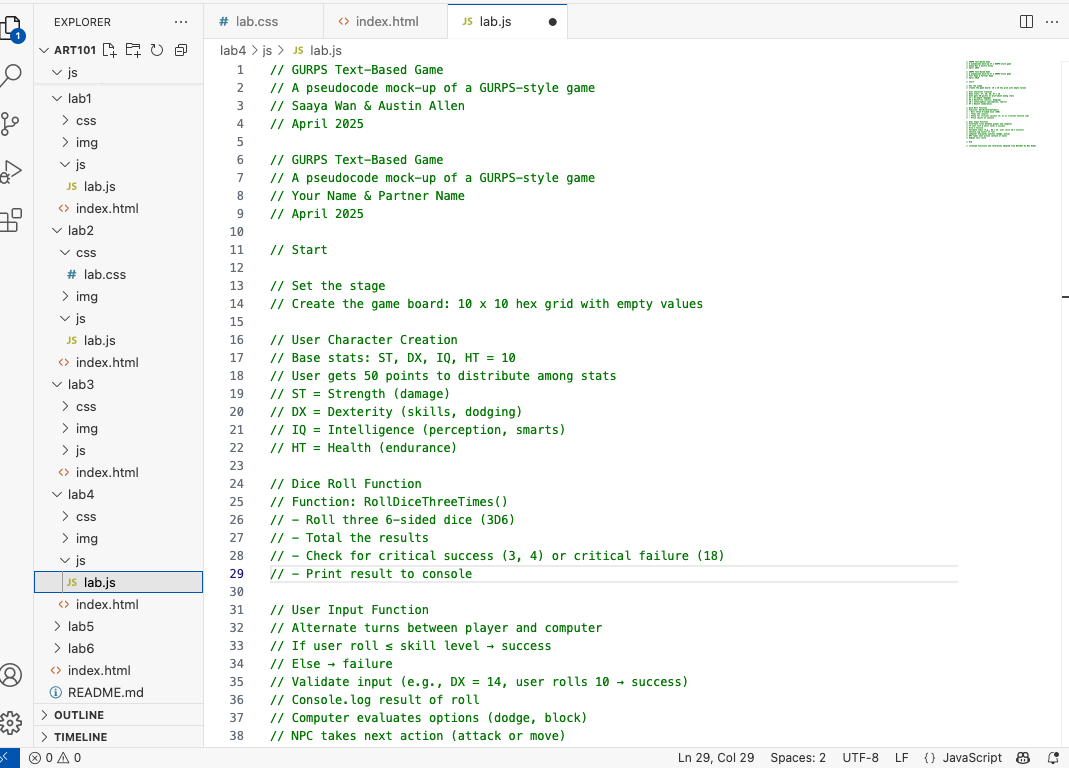 1
EXPLORER
···
ART101
js
lab1
css
img
js
JS lab.js
<> index.html
lab2
css
# lab.css
img
js
JS lab.js
<> index.html
lab3
css
img
js
<> index.html
lab4
css
img
js
JS lab.js
<> index.html
lab5
lab6
<> index.html
README.md
OUTLINE
TIMELINE
# lab.css
<> index.html
JS lab.js ●
···
lab4 > js > JS lab.js
1 // GURPS Text-Based Game
2 // A pseudocode mock-up of a GURPS-style game
3 // Saaya Wan & Austin Allen
4 // April 2025
5
6 // GURPS Text-Based Game
7 // A pseudocode mock-up of a GURPS-style game
8 // Your Name & Partner Name
9 // April 2025
10
11 // Start
12
13 // Set the stage
14 // Create the game board: 10 x 10 hex grid with empty values
15
16 // User Character Creation
17 // Base stats: ST, DX, IQ, HT = 10
18 // User gets 50 points to distribute among stats
19 // ST = Strength (damage)
20 // DX = Dexterity (skills, dodging)
21 // IQ = Intelligence (perception, smarts)
22 // HT = Health (endurance)
23
24 // Dice Roll Function
25 // Function: RollDiceThreeTimes()
26 // – Roll three 6-sided dice (3D6)
27 // – Total the results
28 // – Check for critical success (3, 4) or critical failure (18)
29 // – Print result to console
30
31 // User Input Function
32 // Alternate turns between player and computer
33 // If user roll ≤ skill level → success
34 // Else → failure
35 // Validate input (e.g., DX = 14, user rolls 10 → success)
36 // Console.log result of roll
37 // Computer evaluates options (dodge, block)
38 // NPC takes next action (attack or move)
0 0
Ln 29, Col 29
Spaces: 2
UTF-8
LF
{} JavaScript